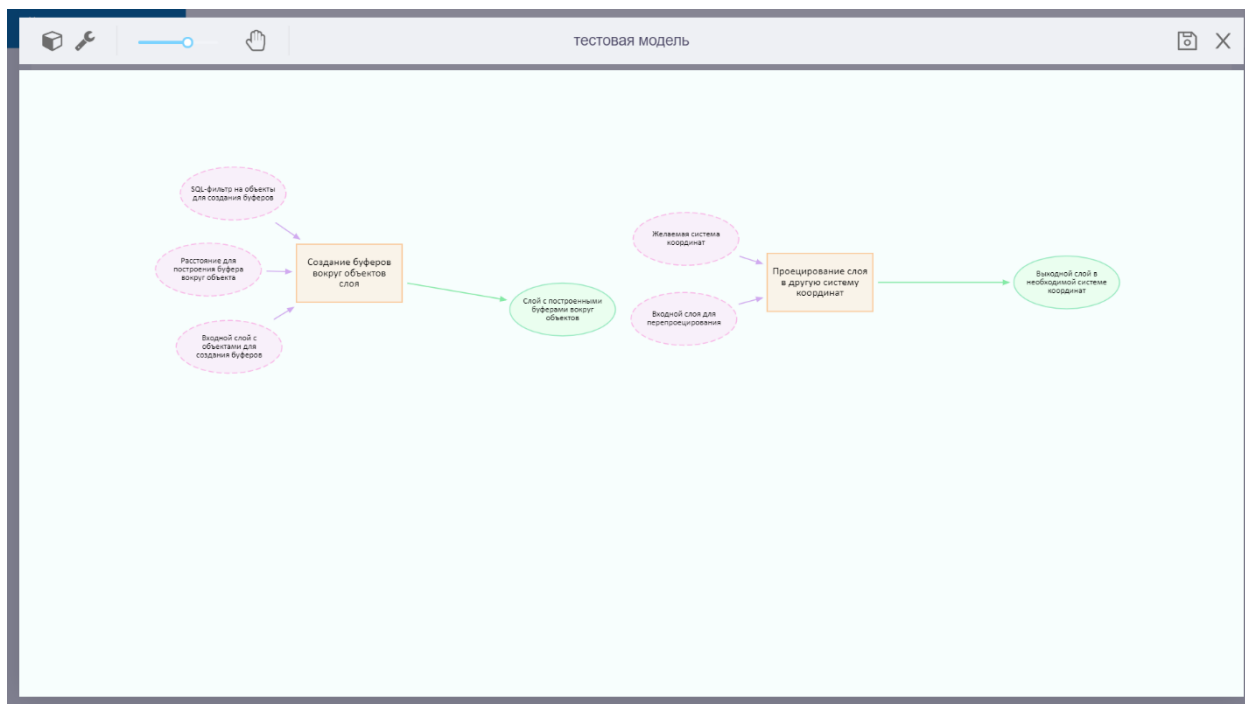 тестовая модель
SQL-фильтр на объекты
для создания буферов
Расстояние для
построения буфера
вокруг объекта
Входной слой с
объектами для
создания буферов
Создание буферов
вокруг объектов
слоя
Слой с построенными
буферами вокруг
объектов
Желаемая система
координат
Входной слоя для
перепроецирования
Проецирование слоя
в другую систему
координат
Выходной слой в
необходимой системе
координат